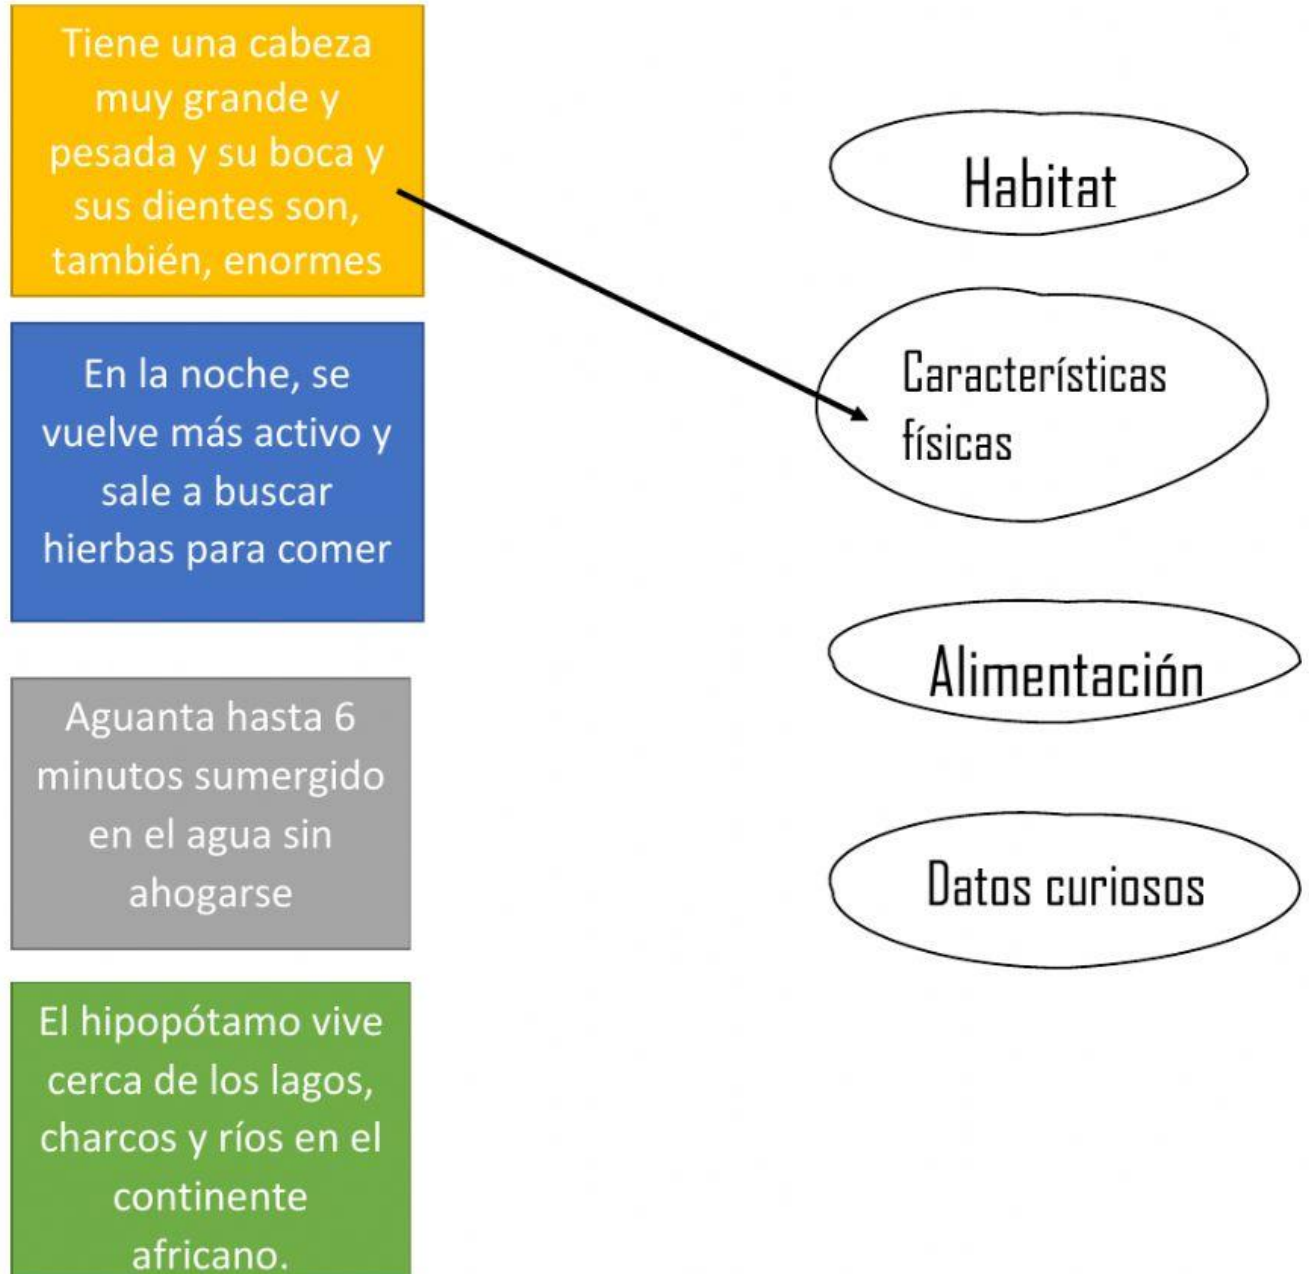 Tiene una cabeza
muy grande y
pesada y su boca y
sus dientes son,
también, enormes
En la noche, se
vuelve más activo y
sale a buscar
hierbas para comer
Aguanta hasta 6
minutos sumergido
en el agua sin
ahogarse
El hipopótamo vive
cerca de los lagos,
charcos y ríos en el
continente
africano.
Habitat
Características
físicas
Alimentación
Datos curiosos